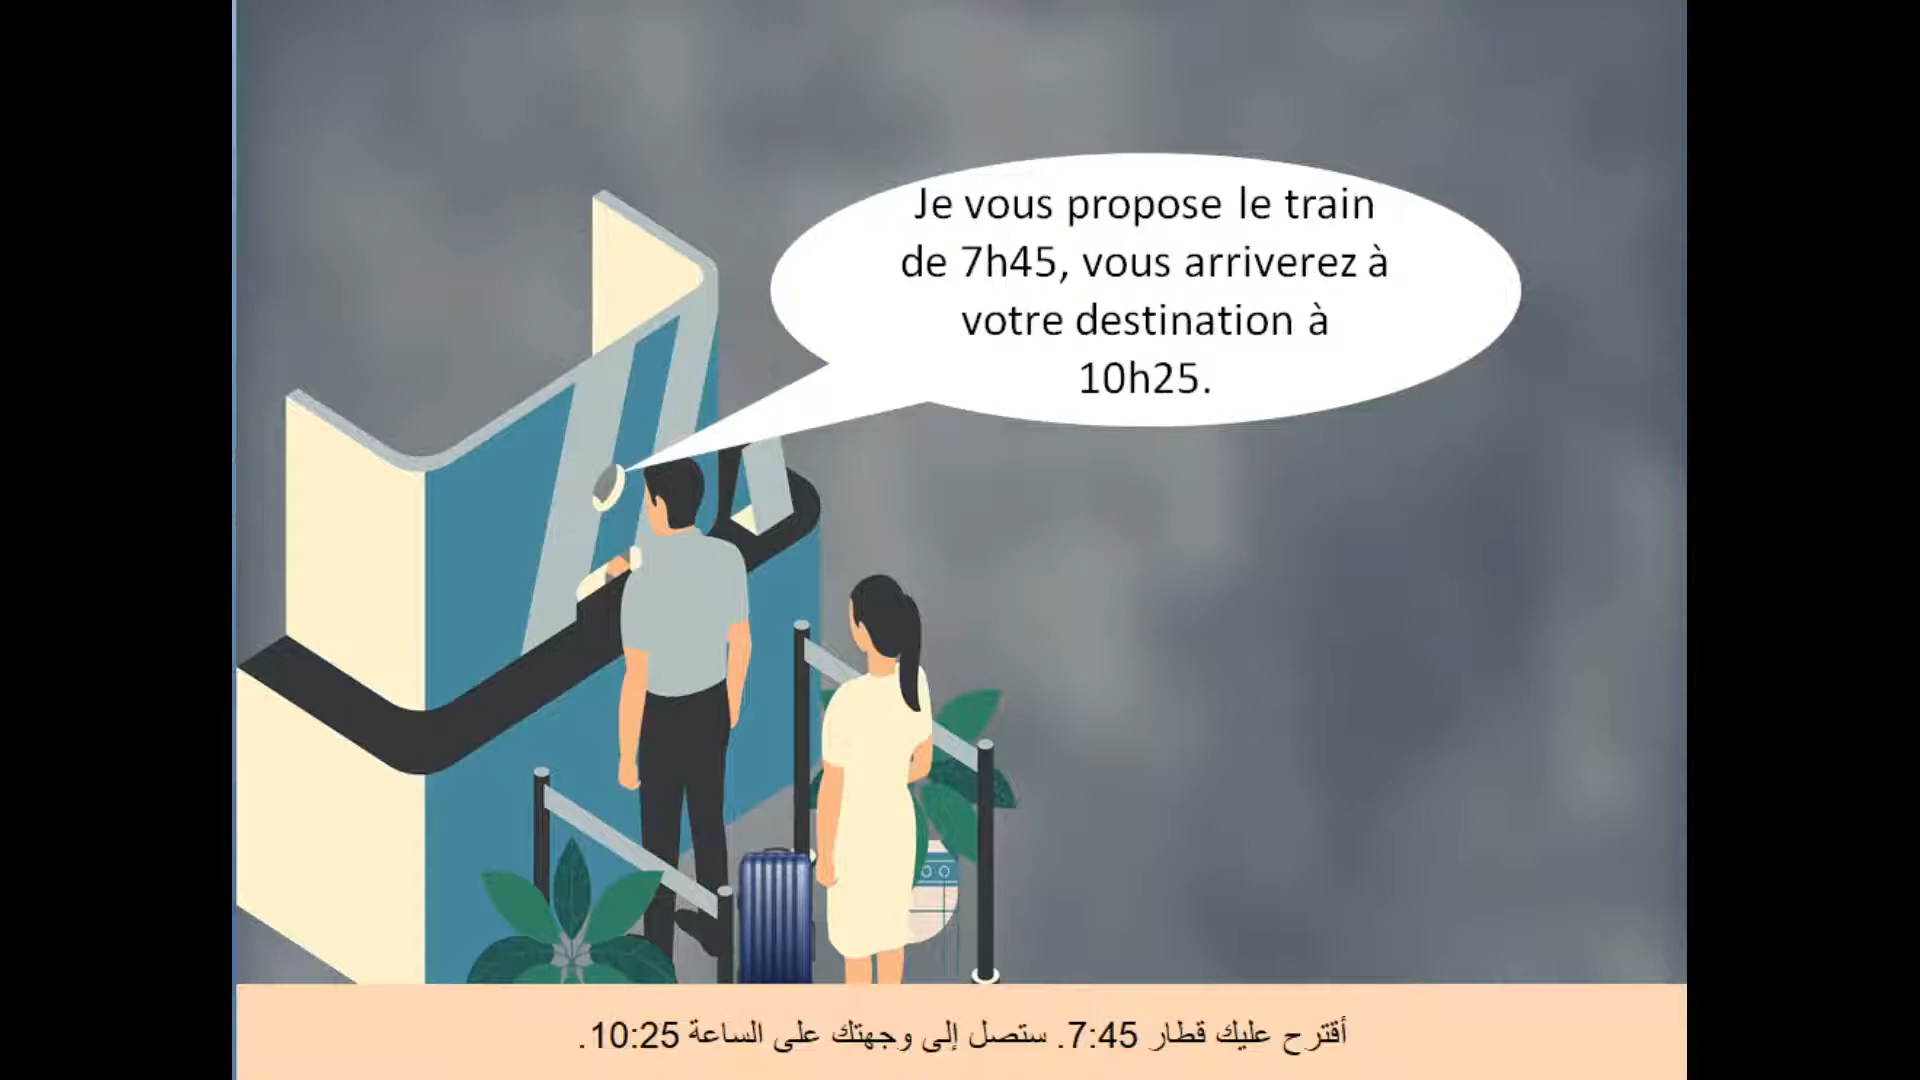 Je vous propose le train
de 7h45, vous arriverez à
votre destination à
10h25.
أقترح عليك قطار 7:45. ستصل إلى وجهتك على الساعة 10:25.